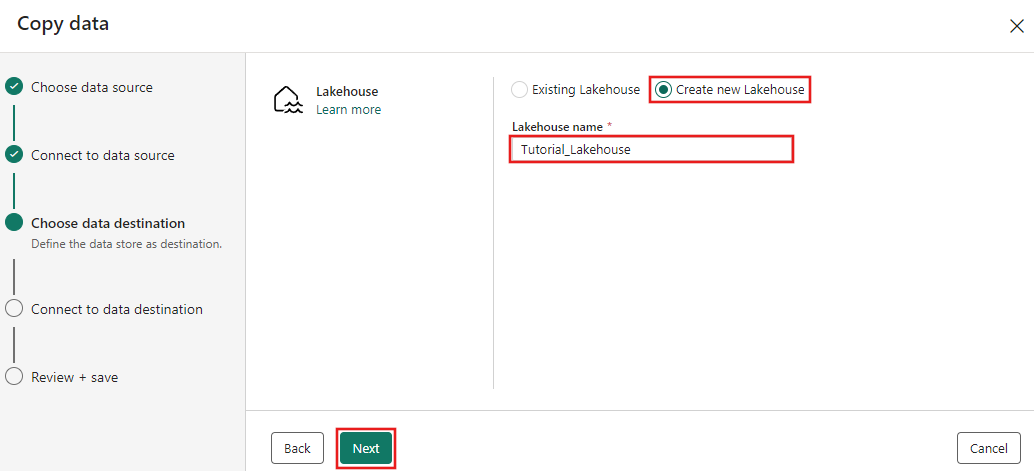 Copy data
Choose data source
Connect to data source
Choose data destination
Define the data store as destination.
Connect to data destination
Review + save
Lakehouse
Learn more
Existing Lakehouse
Create new Lakehouse
Lakehouse name *
Tutorial_Lakehouse
Back
Next
Cancel